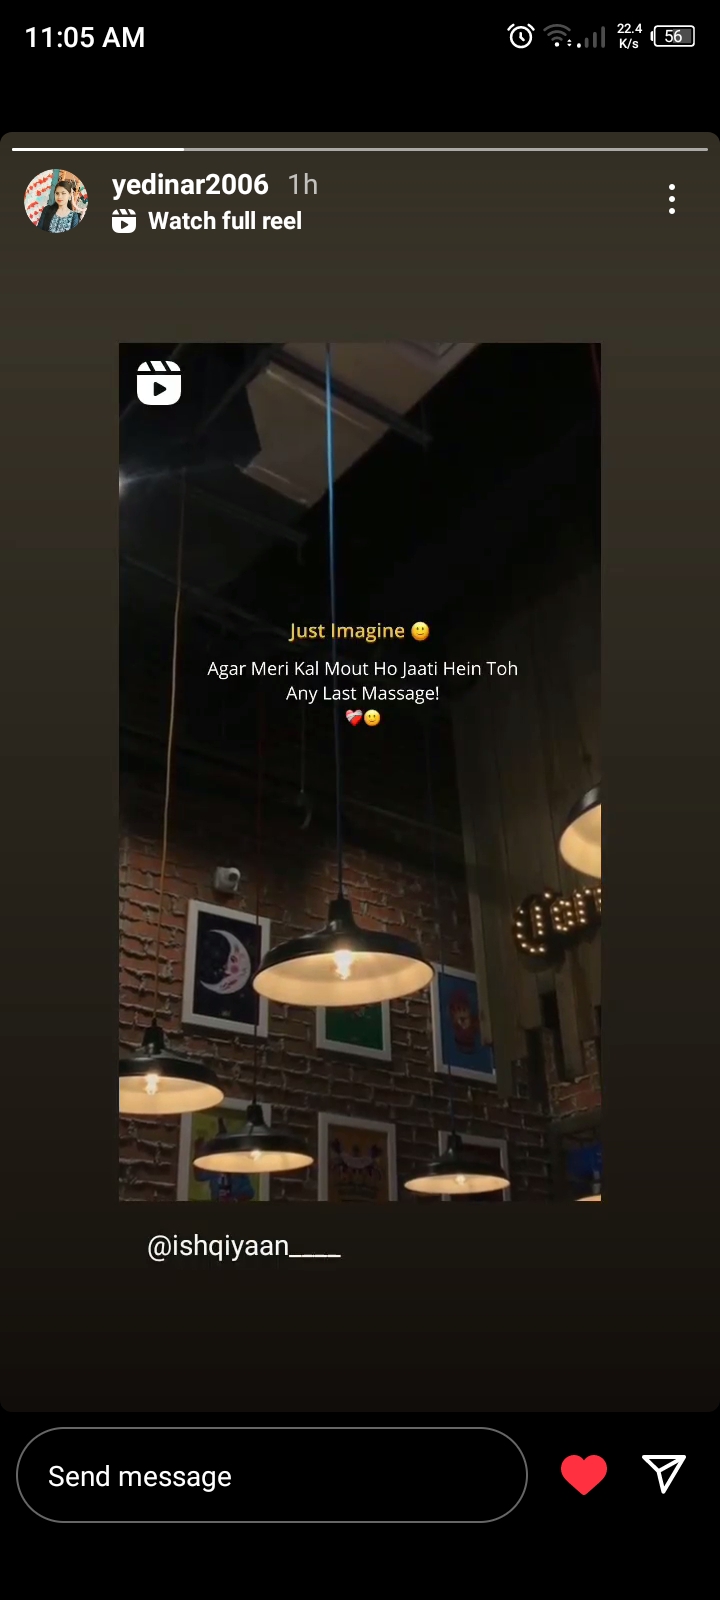 11:05 AM
22.4
K/s
56
yedinar2006 1h
Watch full reel
Just Imagine 🙂
Agar Meri Kal Mout Ho Jaati Hein Toh
Any Last Massage!
❤️‍🩹🙂
@ishqiyaan____
Send message